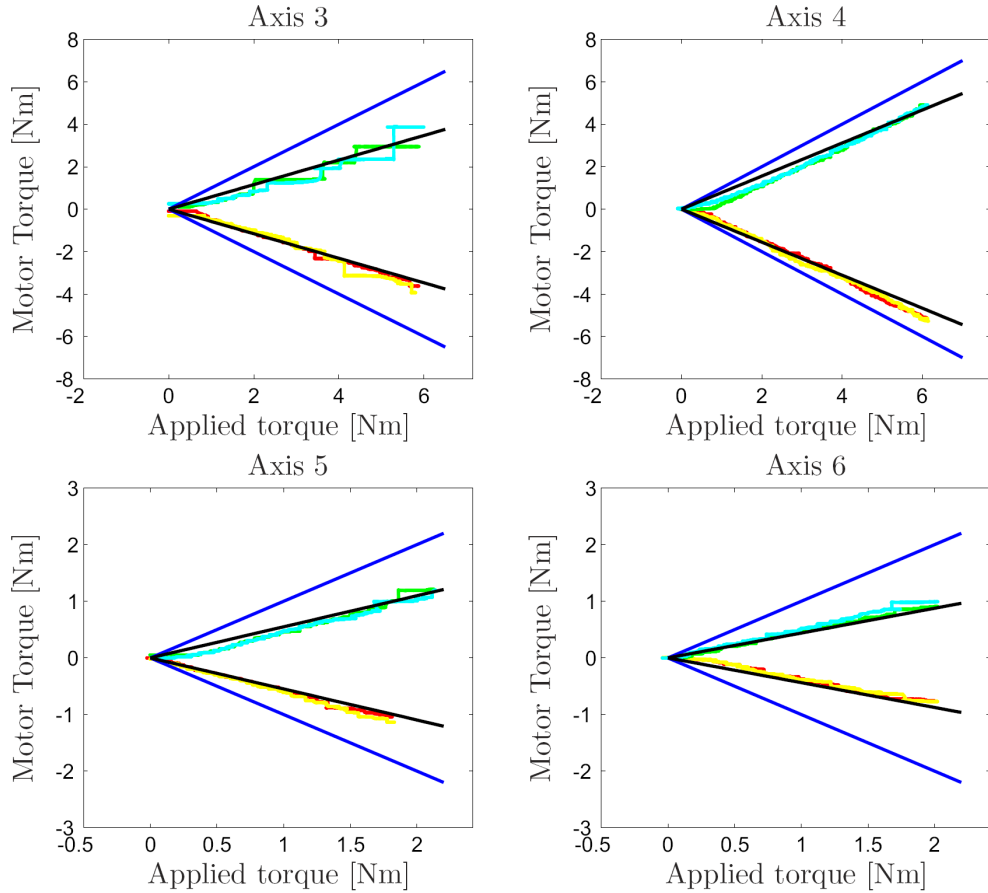 Axis 3
8
6
4
2
0
-2
-4
-6
-8
-2 0 2 4 6
Motor Torque [Nm]
Applied torque [Nm]
Axis 4
8
6
4
2
0
-2
-4
-6
-8
-2 0 2 4 6
Motor Torque [Nm]
Applied torque [Nm]
Axis 5
3
2
1
0
-1
-2
-3
-0.5 0 0.5 1 1.5 2
Motor Torque [Nm]
Applied torque [Nm]
Axis 6
3
2
1
0
-1
-2
-3
-0.5 0 0.5 1 1.5 2
Motor Torque [Nm]
Applied torque [Nm]